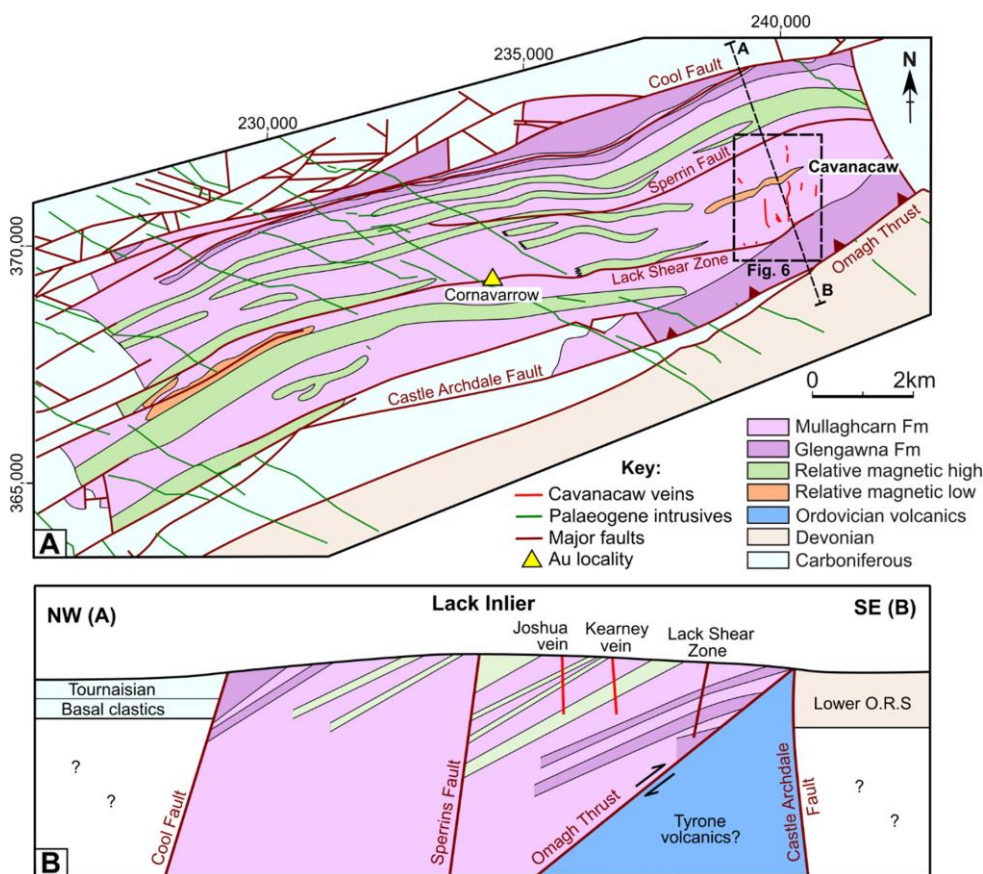 240,000
235,000
230,000
A
N
Cool Fault
Sperrin Fault
Cavanacaw
370,000
Lack Shear Zone
Fig. 6
Omagh Thrust
B
Cornavarrow
Castle Archdale Fault
0 2km
365,000
Key:
Cavanacaw veins
Palaeogene intrusives
Major faults
Au locality
Mullaghcarn Fm
Glengawna Fm
Relative magnetic high
Relative magnetic low
Ordovician volcanics
Devonian
Carboniferous
A
NW (A)
Lack Inlier
SE (B)
Joshua
vein
Kearney
vein
Lack Shear
Zone
Tournaisian
Basal clastics
Lower O.R.S
?
?
?
?
Cool Fault
Sperrins Fault
Omagh Thrust
Tyrone
volcanics?
Castle Archdale
Fault
B